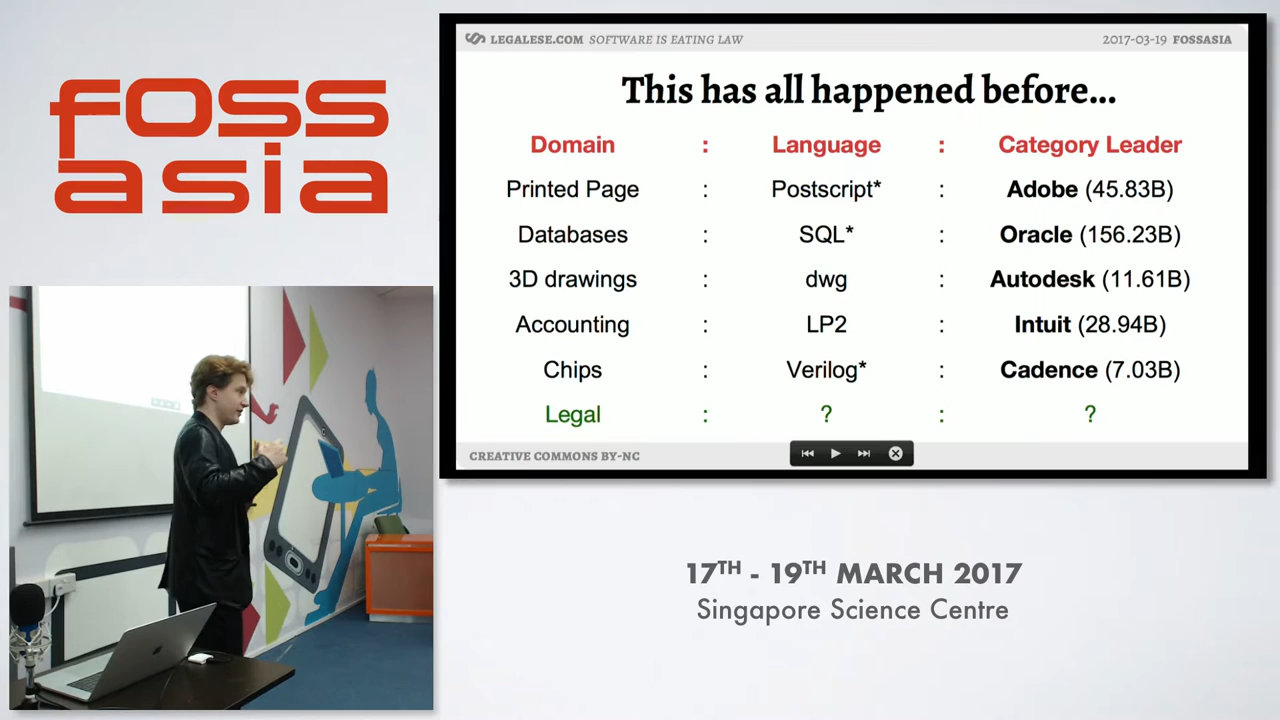 foss
asia
LEGALESE.COM SOFTWARE IS EATING LAW
2017-03-19 FOSSASIA
This has all happened before...
Domain : Language : Category Leader
Printed Page : Postscript* : Adobe (45.83B)
Databases : SQL* : Oracle (156.23B)
3D drawings : dwg : Autodesk (11.61B)
Accounting : LP2 : Intuit (28.94B)
Chips : Verilog* : Cadence (7.03B)
Legal : ? : ?
CREATIVE COMMONS BY-NC
17TH - 19TH MARCH 2017
Singapore Science Centre